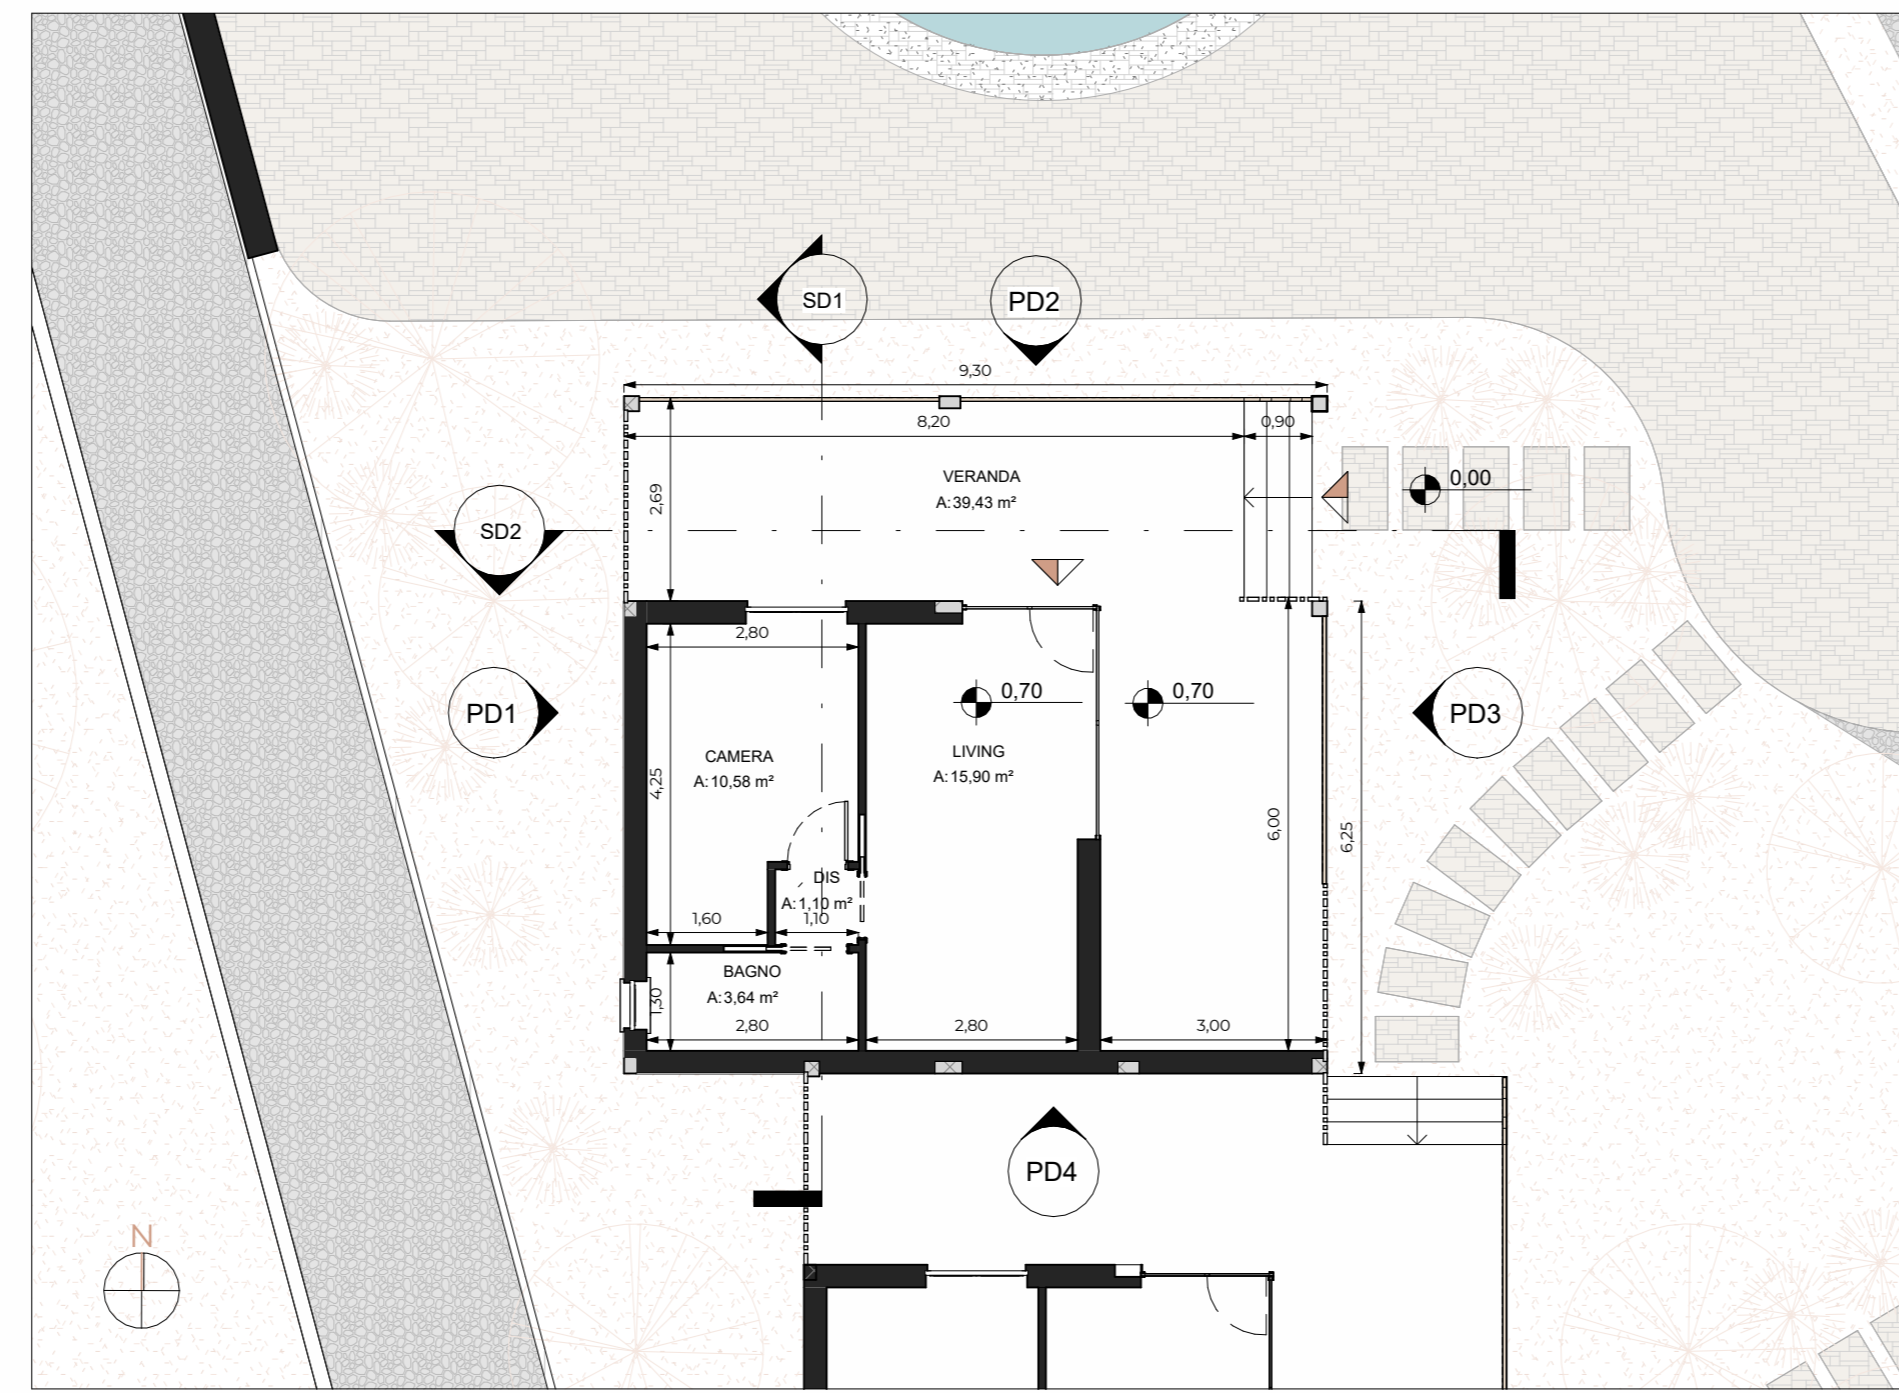 SD1
PD2
9,30
8,20
0,90
VERANDA
A: 39,43 m²
2,69
0,00
SD2
2,80
0,70
0,70
PD1
PD3
CAMERA
A: 10,58 m²
LIVING
A: 15,90 m²
4,25
6,00
6,25
DIS
A: 1,10 m²
1,60
1,10
BAGNO
A: 3,64 m²
1,30
2,80
2,80
3,00
PD4
N